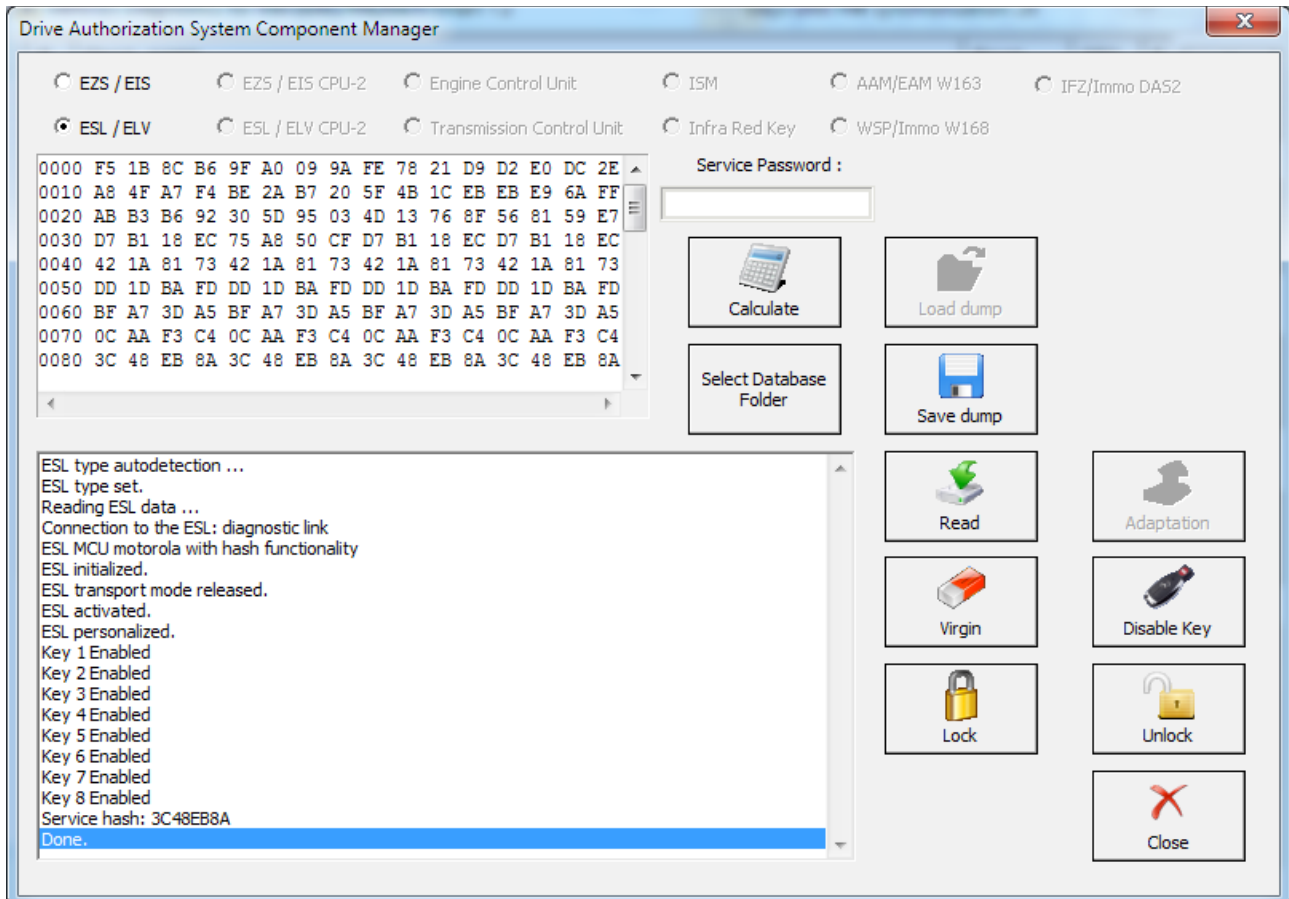 Drive Authorization System Component Manager
EZS / EIS
EZS / EIS CPU-2
Engine Control Unit
ISM
AAM/EAM W163
IFZ/Immo DAS2
ESL / ELV
ESL / ELV CPU-2
Transmission Control Unit
Infra Red Key
WSP/Immo W168
0000 F5 1B 8C B6 9F A0 09 9A FE 78 21 D9 D2 E0 DC 2E
0010 A8 4F A7 F4 BE 2A B7 20 5F 4B 1C EB EB E9 6A FF
0020 AB B3 B6 92 30 5D 95 03 4D 13 76 8F 56 81 59 E7
0030 D7 B1 18 EC 75 A8 50 CF D7 B1 18 EC D7 B1 18 EC
0040 42 1A 81 73 42 1A 81 73 42 1A 81 73 42 1A 81 73
0050 DD 1D BA FD DD 1D BA FD DD 1D BA FD DD 1D BA FD
0060 BF A7 3D A5 BF A7 3D A5 BF A7 3D A5 BF A7 3D A5
0070 0C AA F3 C4 0C AA F3 C4 0C AA F3 C4 0C AA F3 C4
0080 3C 48 EB 8A 3C 48 EB 8A 3C 48 EB 8A 3C 48 EB 8A
Service Password :
Calculate
Load dump
Select Database
Folder
Save dump
ESL type autodetection ...
ESL type set.
Reading ESL data ...
Connection to the ESL: diagnostic link
ESL MCU motorola with hash functionality
ESL initialized.
ESL transport mode released.
ESL activated.
ESL personalized.
Key 1 Enabled
Key 2 Enabled
Key 3 Enabled
Key 4 Enabled
Key 5 Enabled
Key 6 Enabled
Key 7 Enabled
Key 8 Enabled
Service hash: 3C48EB8A
Done.
Read
Adaptation
Virgin
Disable Key
Lock
Unlock
Close